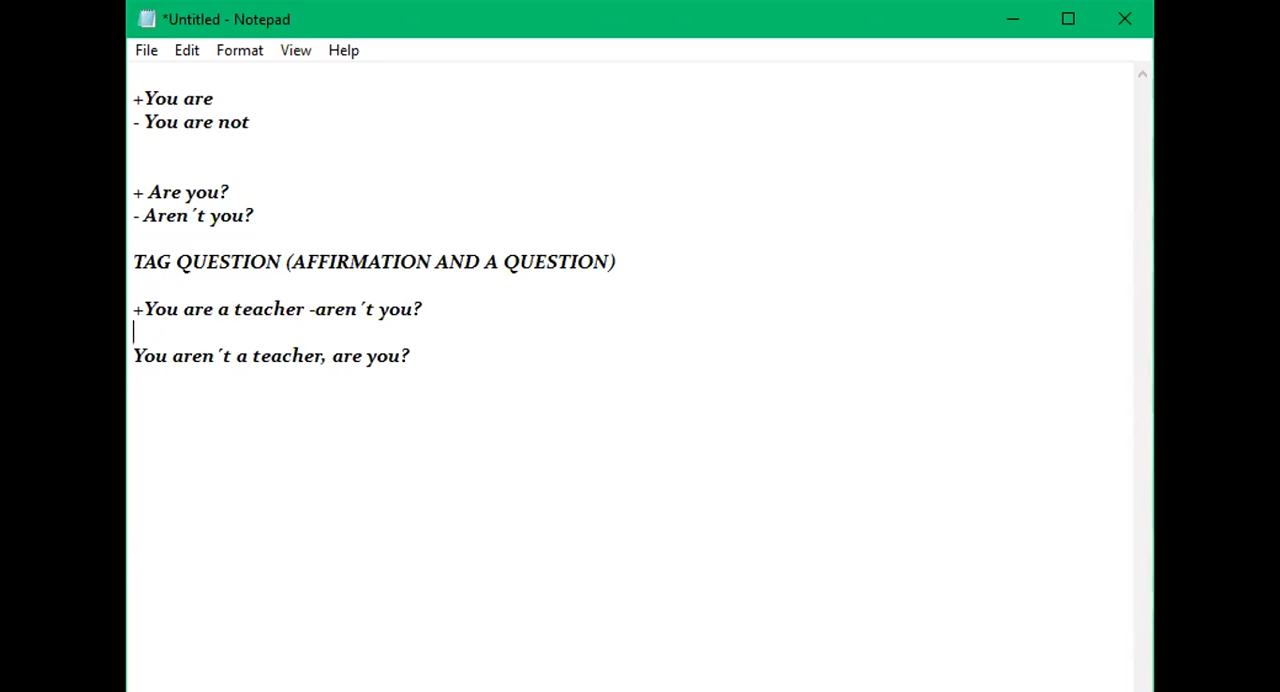 *Untitled - Notepad
File Edit Format View Help
+You are
- You are not
+ Are you?
- Aren´t you?
TAG QUESTION (AFFIRMATION AND A QUESTION)
+You are a teacher -aren´t you?
You aren´t a teacher, are you?